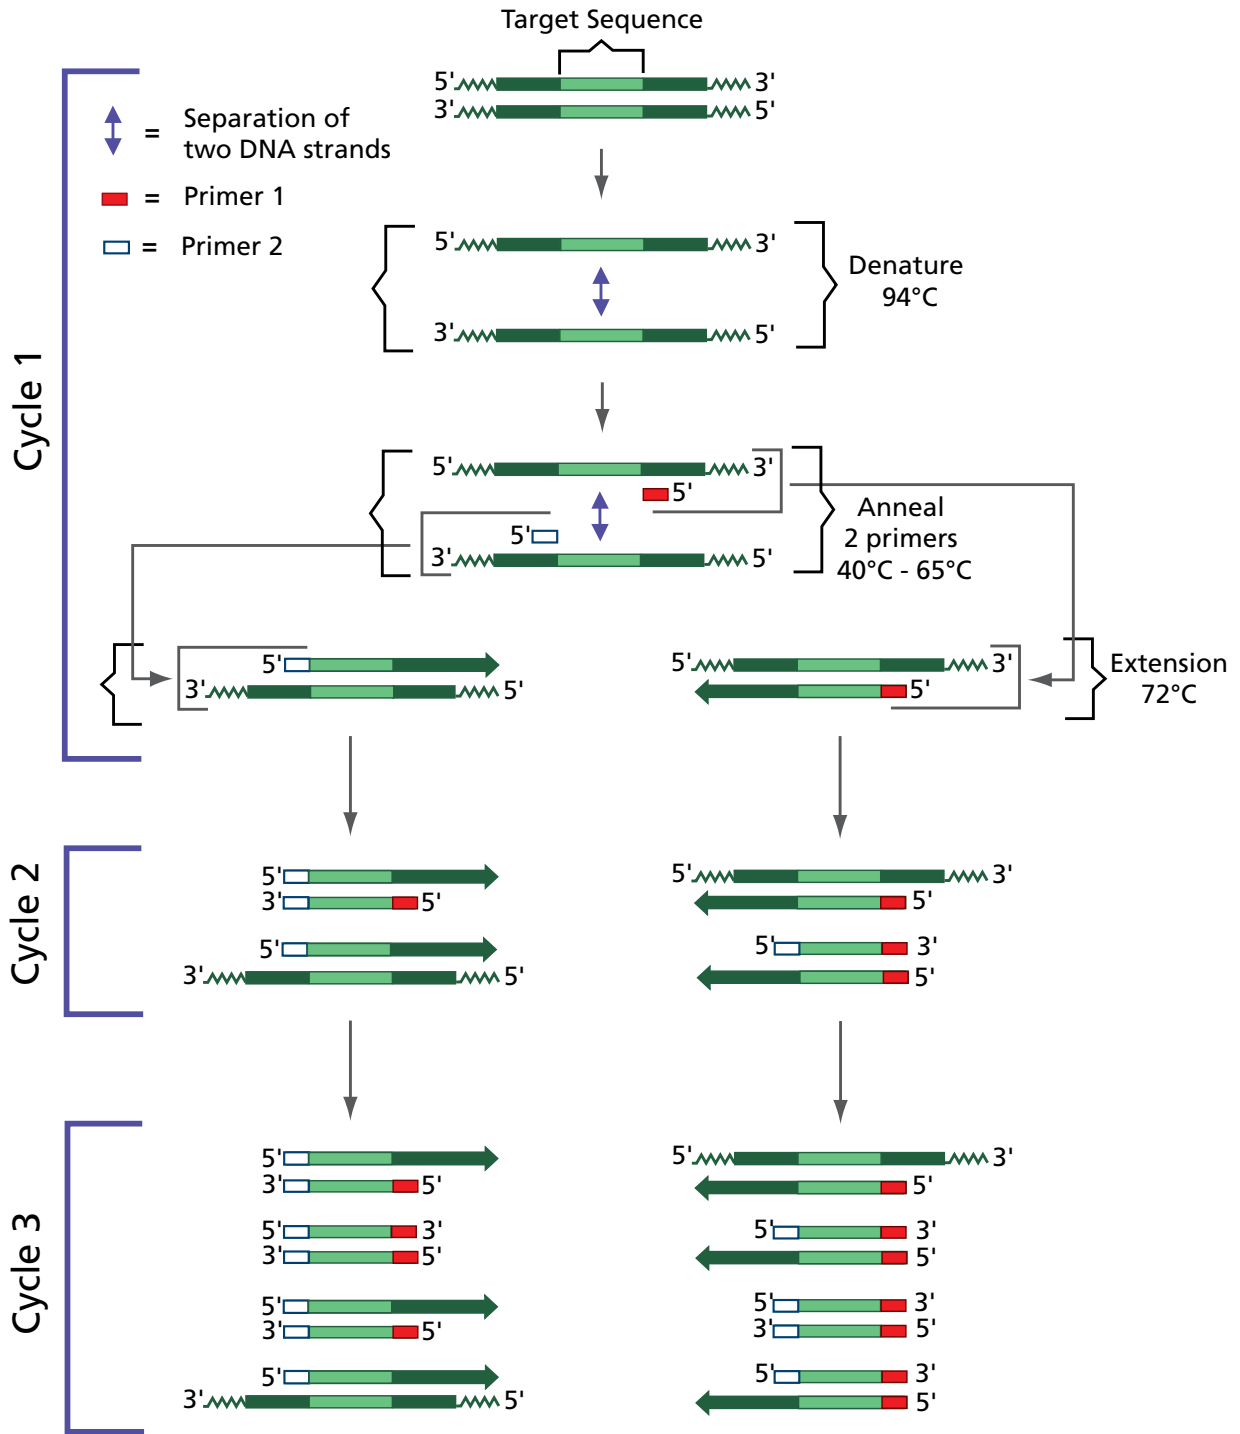 Target Sequence
5' 3'
3' 5'
= Separation of
two DNA strands
= Primer 1
= Primer 2
5' 3'
Denature
94°C
3' 5'
Cycle 1
5' 3'
5'
Anneal
2 primers
40°C - 65°C
5'
3' 5'
5'
3' 5'
5' 3'
5'
Extension
72°C
Cycle 2
5'
3' 5'
5'
3' 5'
5' 3'
5'
5' 3'
5'
Cycle 3
5'
3' 5'
5' 3'
3' 5'
5'
3' 5'
5'
3' 5'
5' 3'
5'
5' 3'
5'
5' 3'
3' 5'
5' 3'
5'